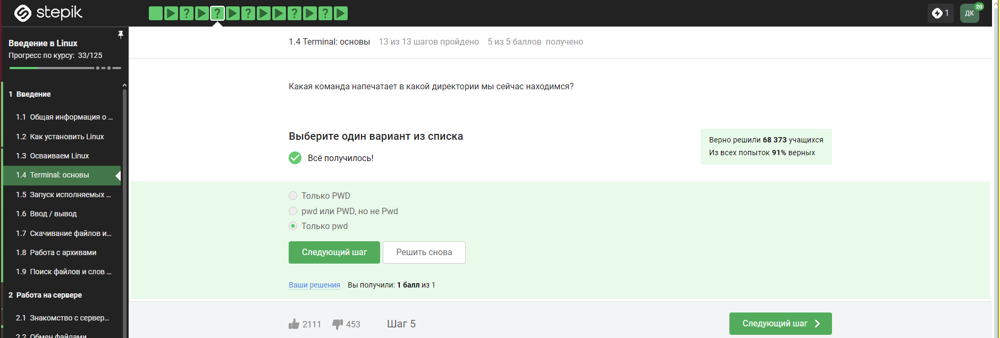 stepik
? ? ? ? ?
1
ДК
20
Введение в Linux
Прогресс по курсу: 33/125
1 Введение
1.1 Общая информация о ...
1.2 Как установить Linux
1.3 Осваиваем Linux
1.4 Terminal: основы
1.5 Запуск исполняемых ...
1.6 Ввод / вывод
1.7 Скачивание файлов и...
1.8 Работа с архивами
1.9 Поиск файлов и слов ...
2 Работа на сервере
2.1 Знакомство с сервер...
2.2 Обмен файлами
1.4 Terminal: основы 13 из 13 шагов пройдено 5 из 5 баллов получено
Какая команда напечатает в какой директории мы сейчас находимся?
Выберите один вариант из списка
Всё получилось!
Верно решили 68 373 учащихся
Из всех попыток 91% верных
Только PWD
pwd или PWD, но не Pwd
Только pwd
Следующий шаг
Решить снова
Ваши решения Вы получили: 1 балл из 1
2111 453 Шаг 5
Следующий шаг